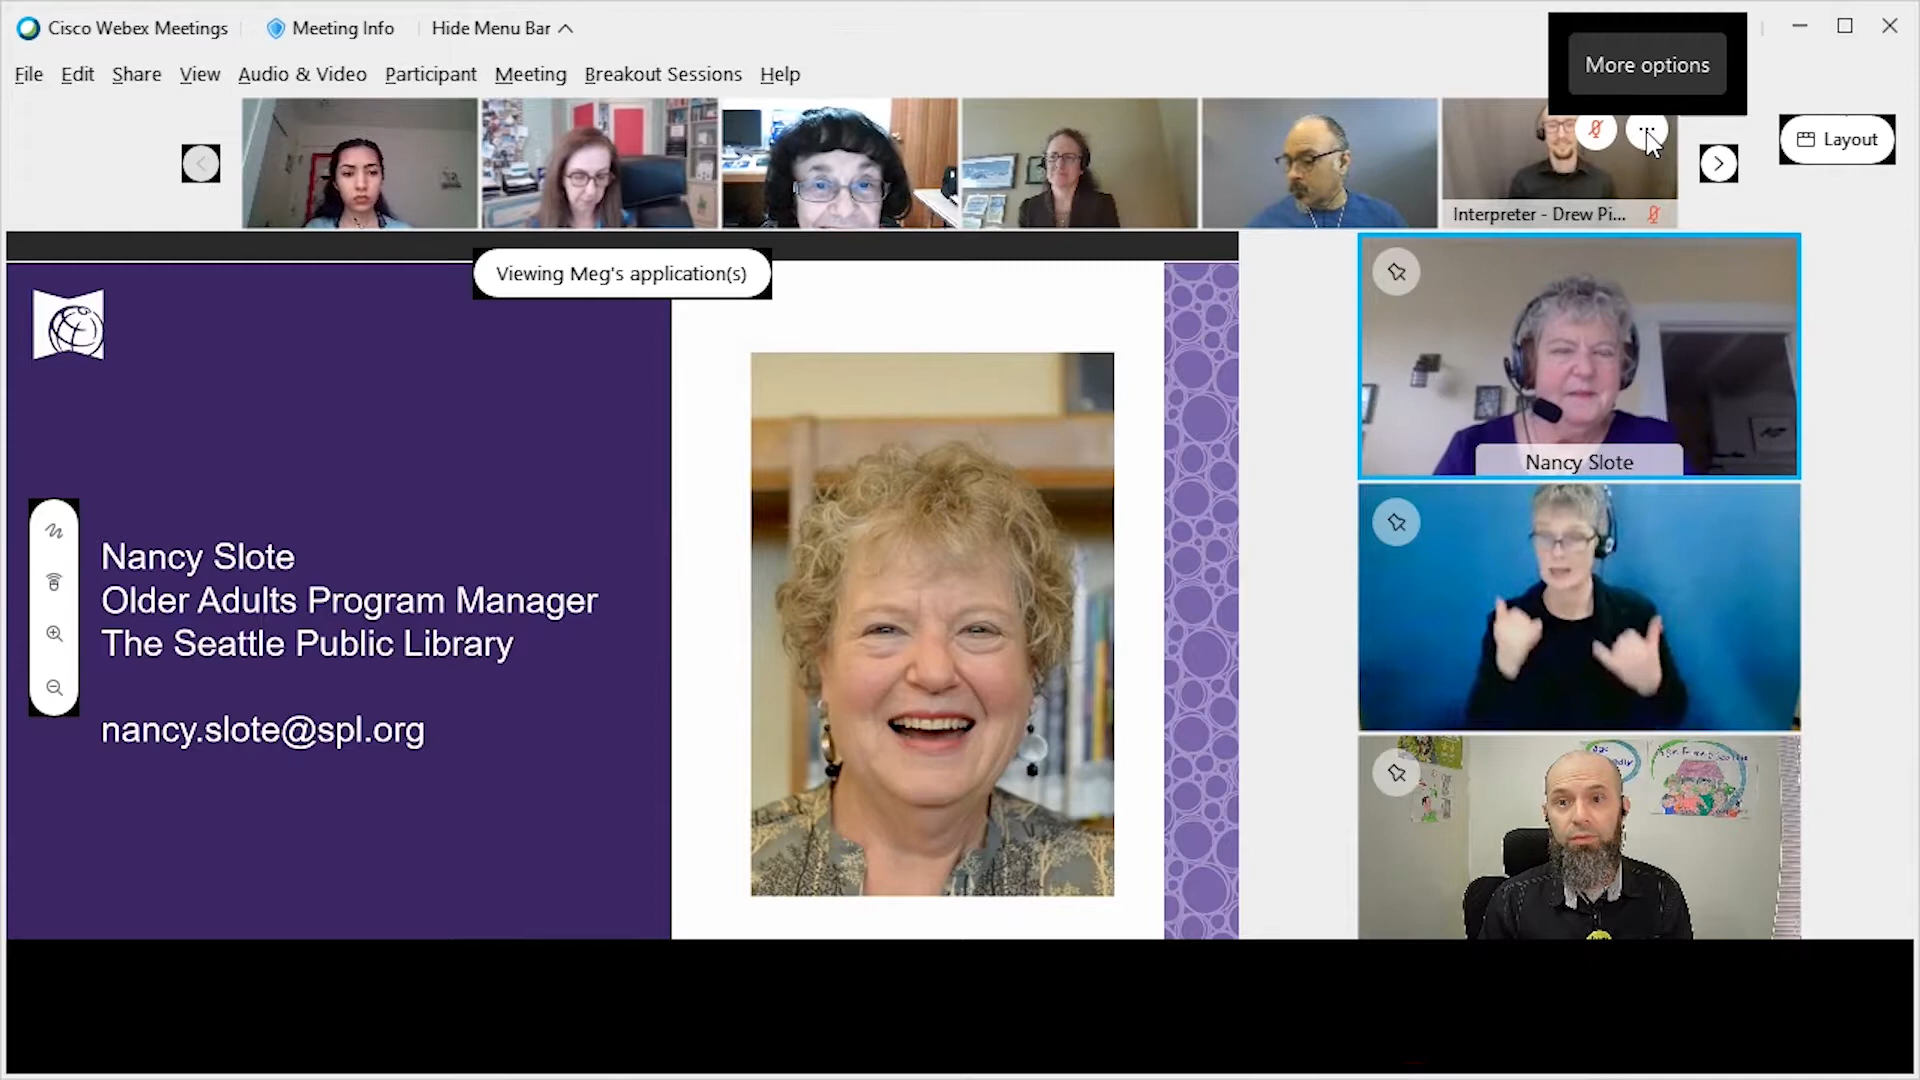 Cisco Webex Meetings
Meeting Info
Hide Menu Bar
File Edit Share View Audio & Video Participant Meeting Breakout Sessions Help
More options
Layout
Interpreter - Drew Pi...
Viewing Meg's application(s)
Nancy Slote
Nancy Slote
Older Adults Program Manager
The Seattle Public Library
nancy.slote@spl.org